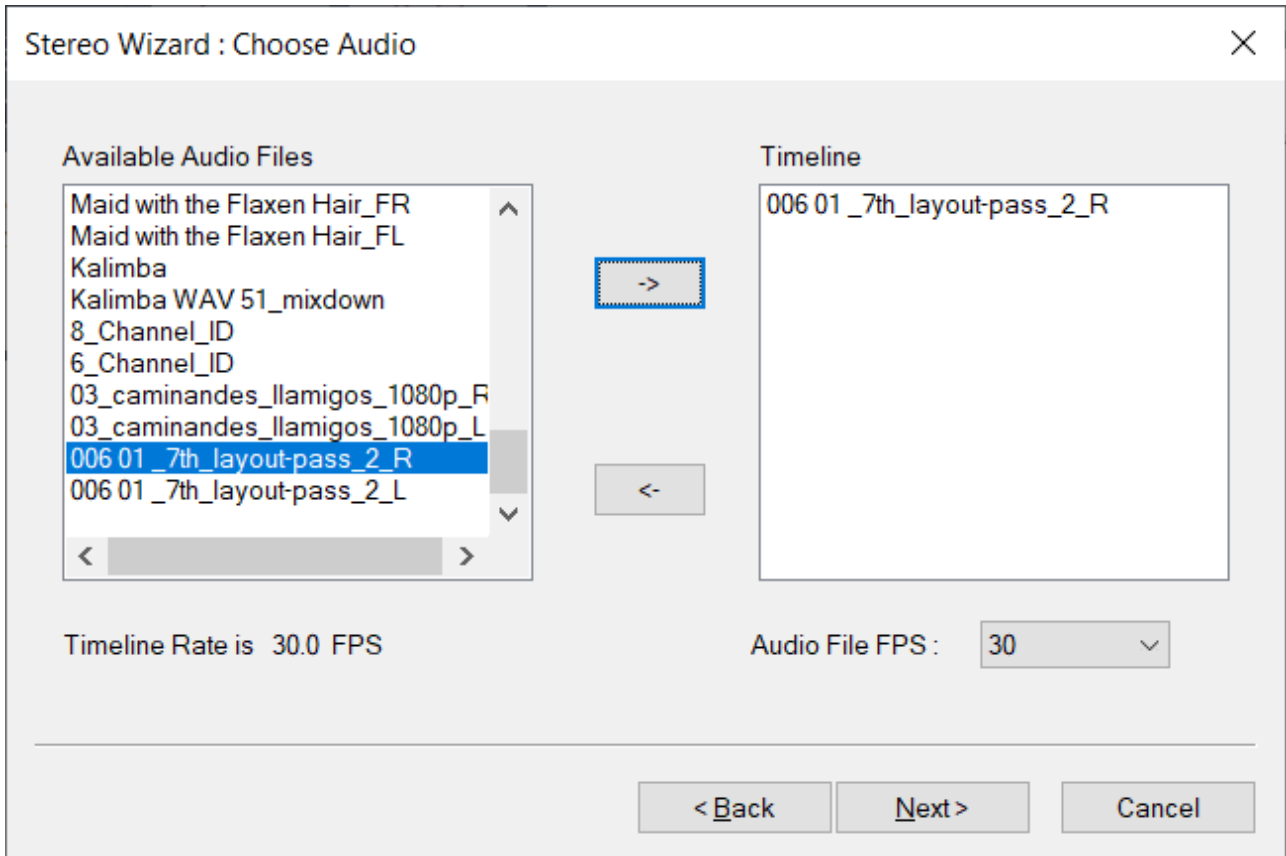 Stereo Wizard : Choose Audio
Available Audio Files
Maid with the Flaxen Hair_FR
Maid with the Flaxen Hair_FL
Kalimba
Kalimba WAV 51_mixdown
8_Channel_ID
6_Channel_ID
03_caminandes_llamigos_1080p_R
03_caminandes_llamigos_1080p_L
006 01 _7th_layout-pass_2_R
006 01 _7th_layout-pass_2_L
->
<-
Timeline
006 01 _7th_layout-pass_2_R
Timeline Rate is 30.0 FPS
Audio File FPS : 30
< Back
Next >
Cancel